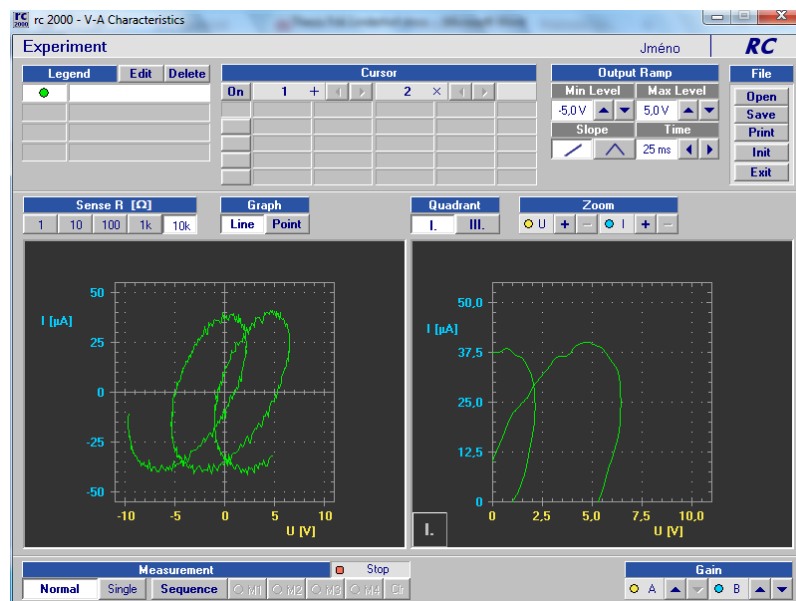 rc 2000 - V-A Characteristics
Experiment
Jméno
RC
Legend Edit Delete
Cursor
On 1 + 2 ×
Output Ramp
Min Level Max Level
-5,0 V 5,0 V
Slope Time
25 ms
File
Open
Save
Print
Init
Exit
Sense R [Ω]
1 10 100 1k 10k
Graph
Line Point
Quadrant
I. III.
Zoom
U + − I + −
50
I [µA]
25
0
-25
-50
-10 -5 0 5 10
U [V]
50,0
I [µA]
37,5
25,0
12,5
0
0 2,5 5,0 7,5 10,0
I.
U [V]
Measurement
Stop
Normal Single Sequence M1 M2 M3 M4 Clr
Gain
A B